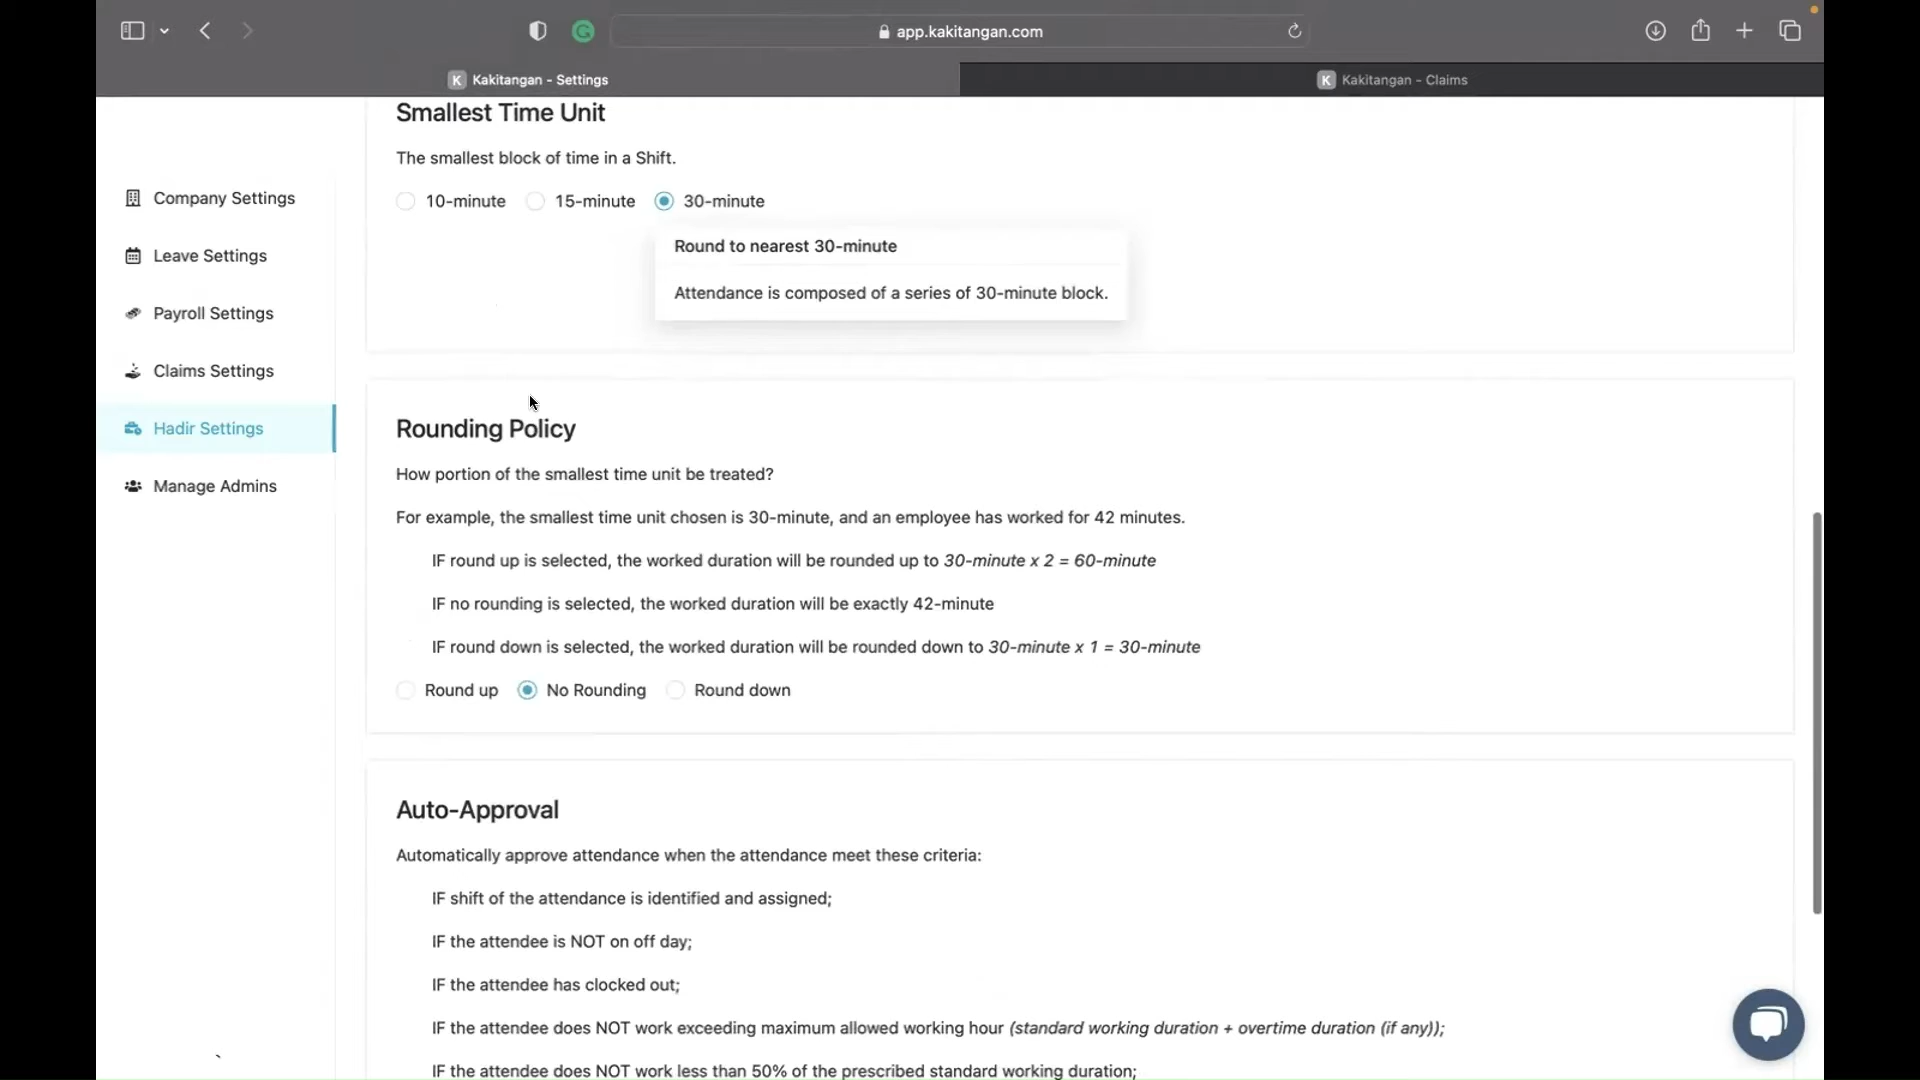 app.kakitangan.com
K Kakitangan - Settings
K Kakitangan - Claims
Smallest Time Unit
The smallest block of time in a Shift.
10-minute 15-minute 30-minute
Round to nearest 30-minute
Attendance is composed of a series of 30-minute block.
Company Settings
Leave Settings
Payroll Settings
Claims Settings
Hadir Settings
Manage Admins
Rounding Policy
How portion of the smallest time unit be treated?
For example, the smallest time unit chosen is 30-minute, and an employee has worked for 42 minutes.
IF round up is selected, the worked duration will be rounded up to 30-minute x 2 = 60-minute
IF no rounding is selected, the worked duration will be exactly 42-minute
IF round down is selected, the worked duration will be rounded down to 30-minute x 1 = 30-minute
Round up No Rounding Round down
Auto-Approval
Automatically approve attendance when the attendance meet these criteria:
IF shift of the attendance is identified and assigned;
IF the attendee is NOT on off day;
IF the attendee has clocked out;
IF the attendee does NOT work exceeding maximum allowed working hour (standard working duration + overtime duration (if any));
IF the attendee does NOT work less than 50% of the prescribed standard working duration;